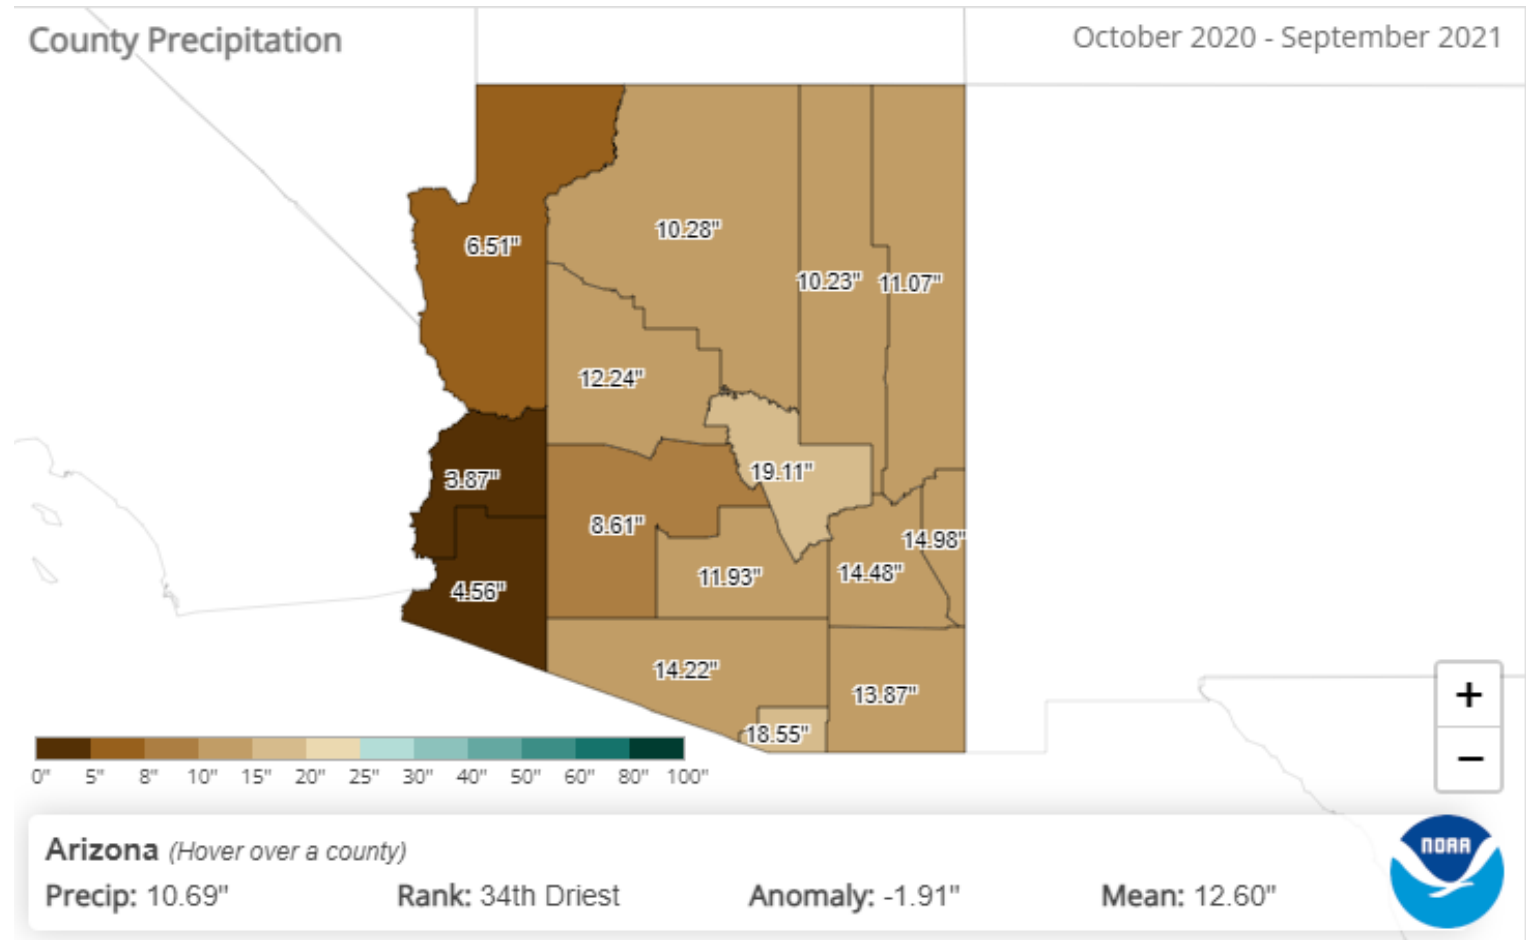 County Precipitation
October 2020 - September 2021
6.51"
10.28"
10.23"
11.07"
12.24"
3.87"
19.11"
8.61"
14.98"
4.56"
11.93"
14.48"
14.22"
13.87"
18.55"
+
−
0" 5" 8" 10" 15" 20" 25" 30" 40" 50" 60" 80" 100"
Arizona (Hover over a county)
Precip: 10.69" Rank: 34th Driest Anomaly: -1.91" Mean: 12.60"
NOAA